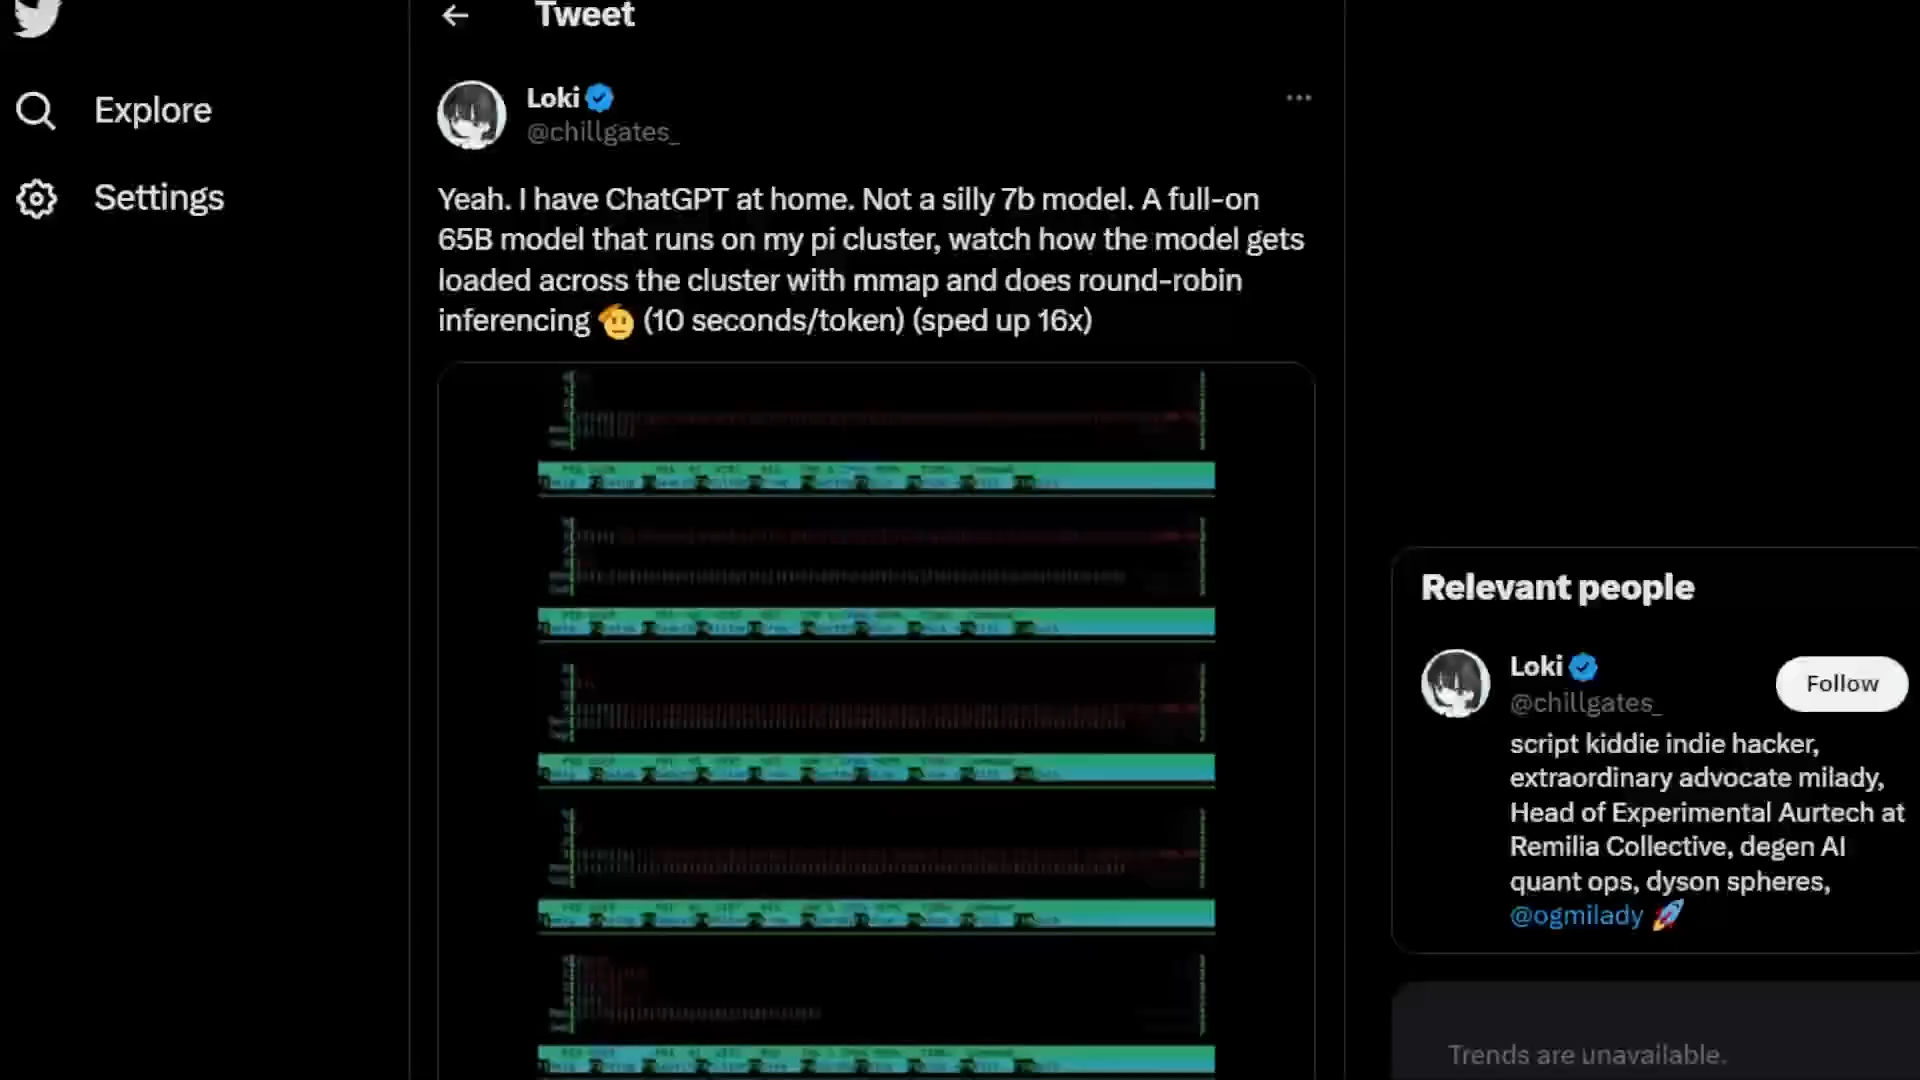 Tweet
Explore
Settings
Loki
@chillgates_
Yeah. I have ChatGPT at home. Not a silly 7b model. A full-on
65B model that runs on my pi cluster, watch how the model gets
loaded across the cluster with mmap and does round-robin
inferencing 🫡 (10 seconds/token) (sped up 16x)
Relevant people
Loki
@chillgates_
Follow
script kiddie indie hacker,
extraordinary advocate milady,
Head of Experimental Aurtech at
Remilia Collective, degen AI
quant ops, dyson spheres,
@ogmilady 🚀
Trends are unavailable.